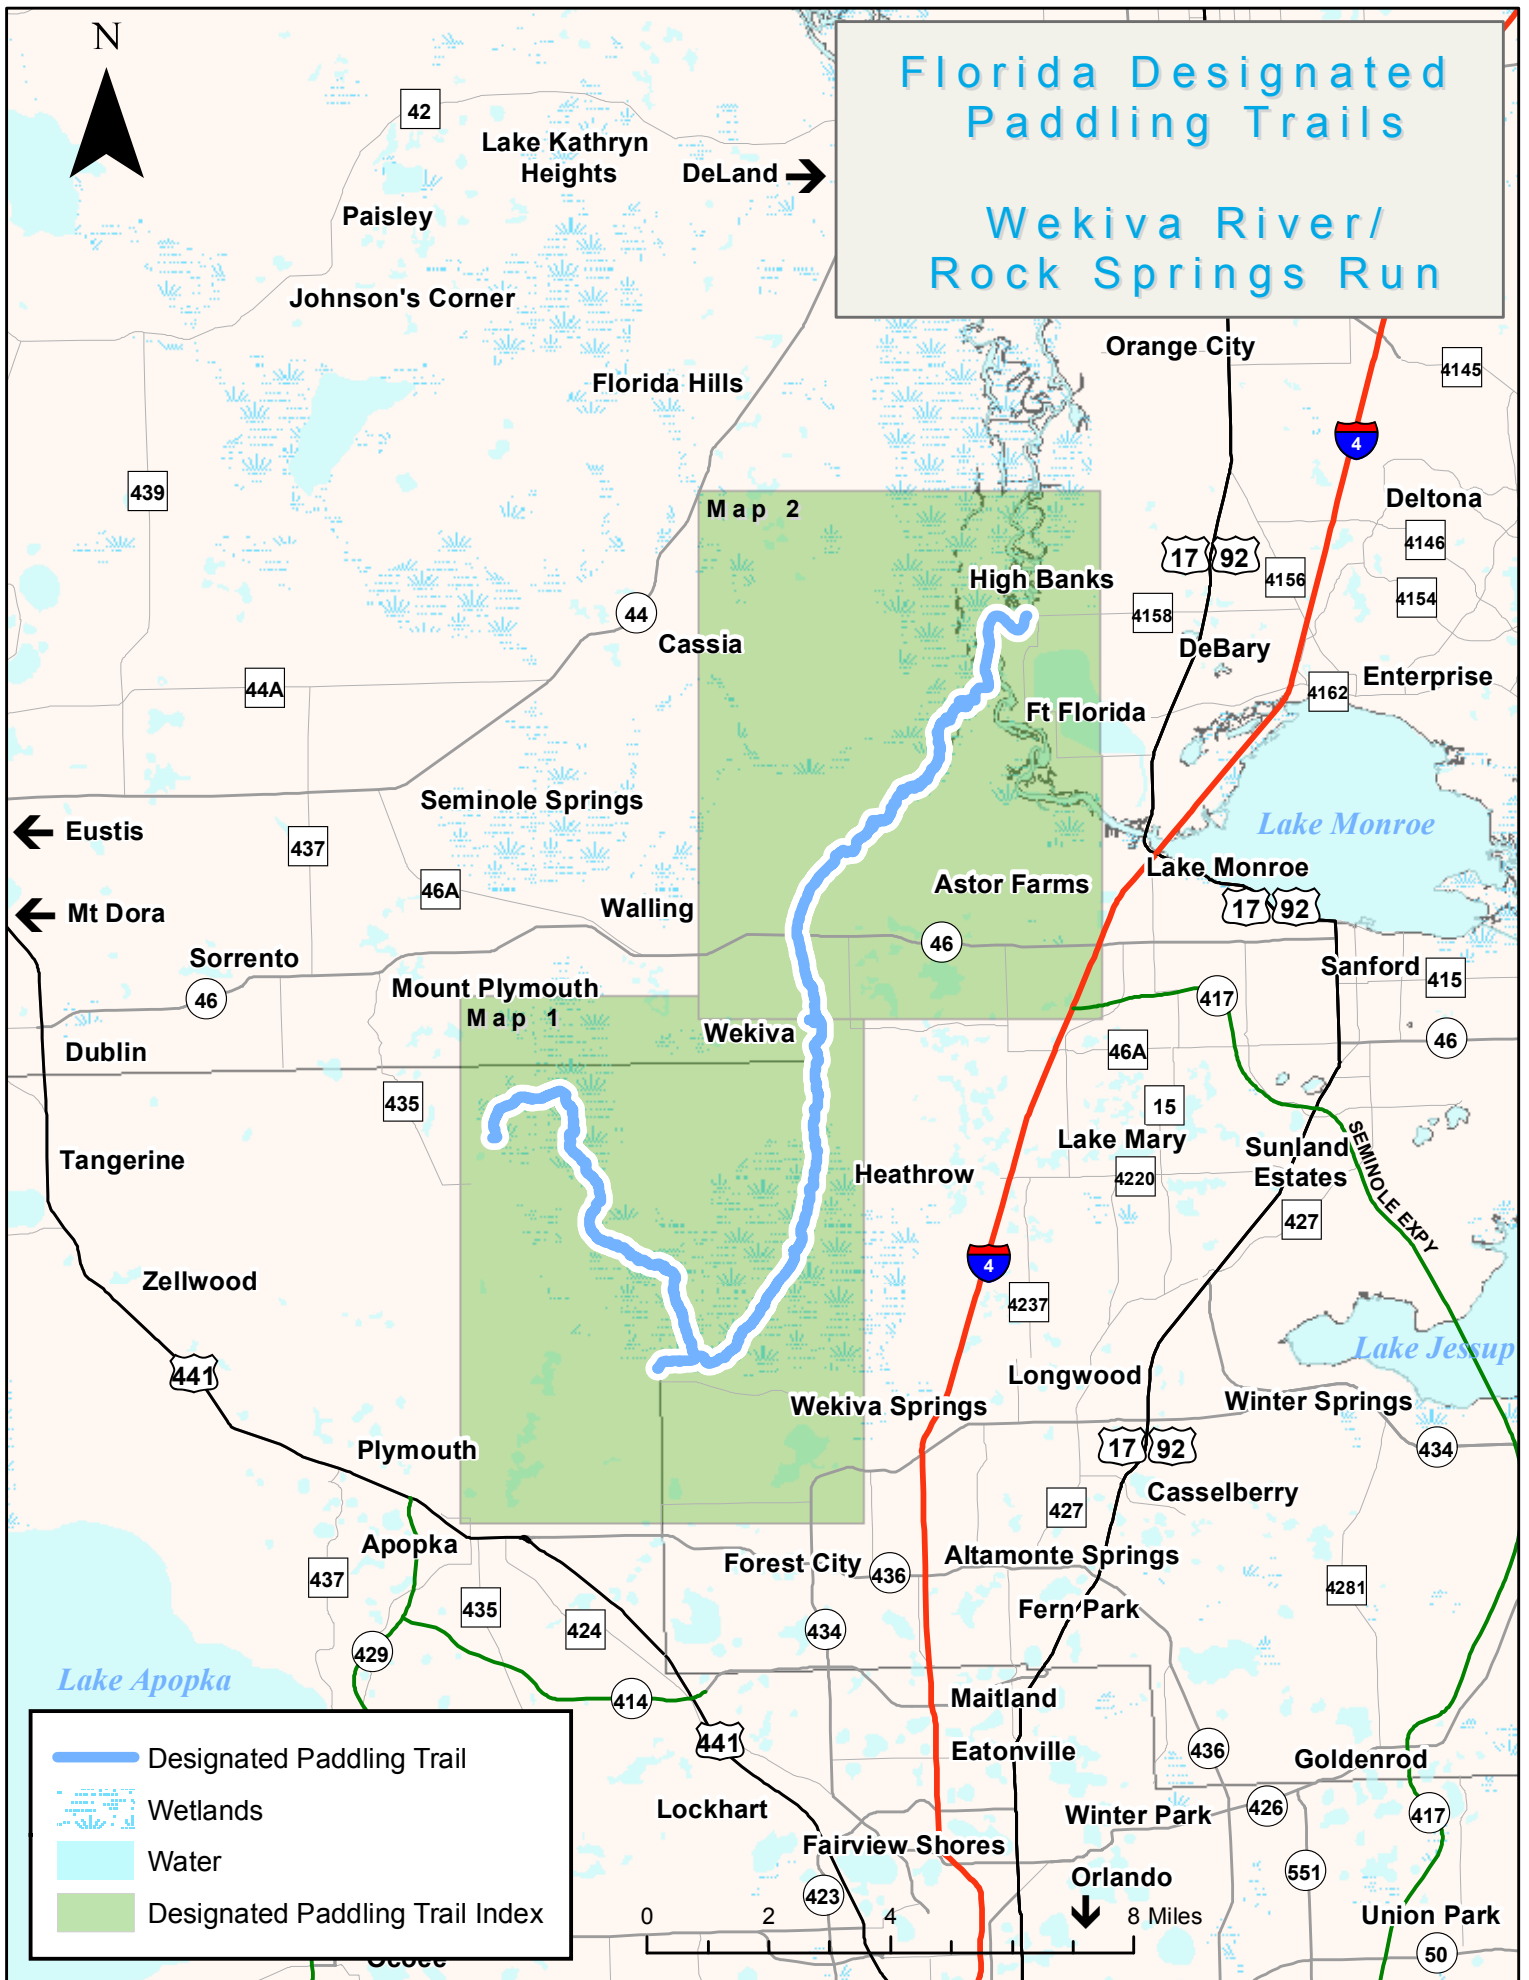 N
Florida Designated
Paddling Trails
Wekiva River/
Rock Springs Run
42
Lake Kathryn
Heights
DeLand
Paisley
Johnson's Corner
Orange City
4145
Florida Hills
4
439
Deltona
Map 2
17 92
4146
High Banks
4156
4154
44
4158
Cassia
DeBary
44A
4162
Enterprise
Ft Florida
Seminole Springs
Lake Monroe
Eustis
437
46A
Lake Monroe
Astor Farms
Walling
17 92
Mt Dora
46
Sorrento
Sanford
415
46
Mount Plymouth
417
Map 1
Wekiva
46
Dublin
46A
435
15
Lake Mary
SEMINOLE EXPY
Sunland
Estates
Tangerine
Heathrow
4220
427
4
Zellwood
4237
Lake Jessup
441
Longwood
Wekiva Springs
Winter Springs
Plymouth
17 92
434
Casselberry
427
Apopka
Forest City
436
Altamonte Springs
437
4281
435
Fern Park
424
434
429
Lake Apopka
414
Maitland
441
Eatonville
436
Goldenrod
Designated Paddling Trail
Wetlands
Water
Designated Paddling Trail Index
Lockhart
Winter Park
426
417
Fairview Shores
551
Orlando
423
0 2 4 8 Miles
Union Park
50
Ocoee